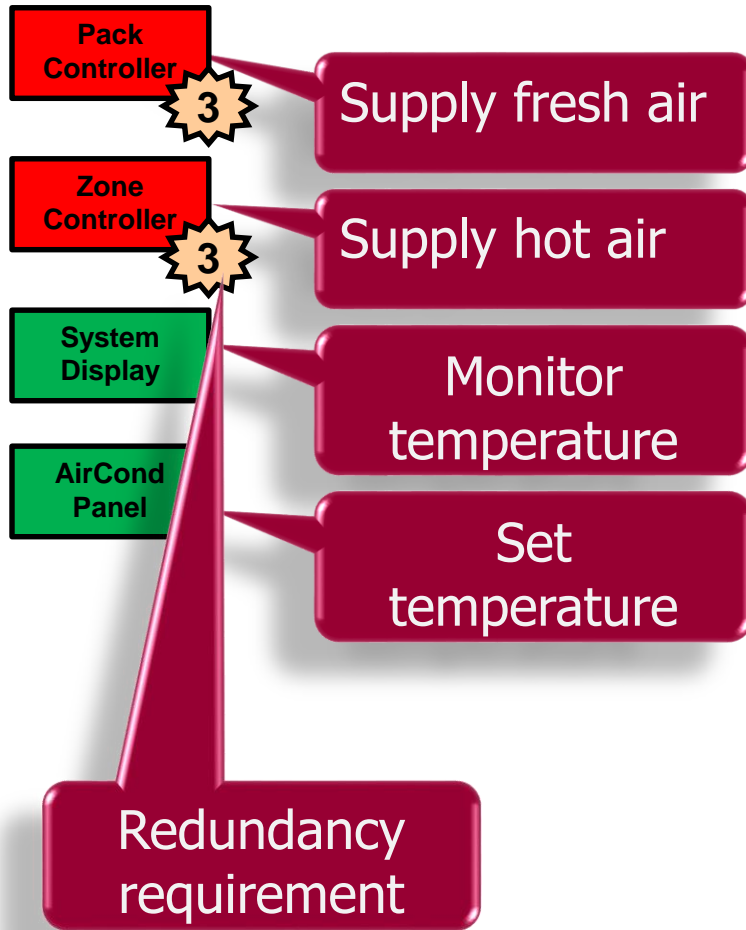 Pack
Controller
3
Supply fresh air
Zone
Controller
3
Supply hot air
System
Display
Monitor
temperature
AirCond
Panel
Set
temperature
Redundancy
requirement